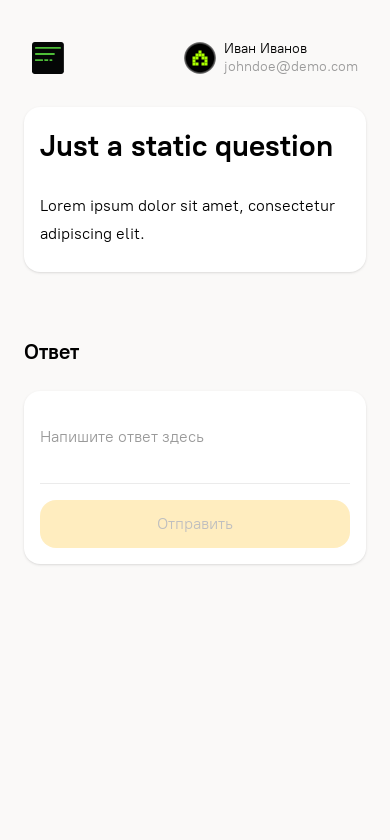 Иван Иванов
johndoe@demo.com
Just a static question
Lorem ipsum dolor sit amet, consectetur
adipiscing elit.
Ответ
Напишите ответ здесь
Отправить